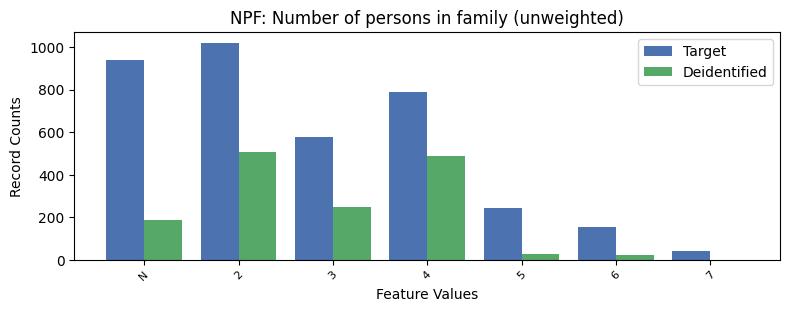 NPF: Number of persons in family (unweighted)
Target
Deidentified
Record Counts
1000
800
600
400
200
0
N 2 3 4 5 6 7
Feature Values